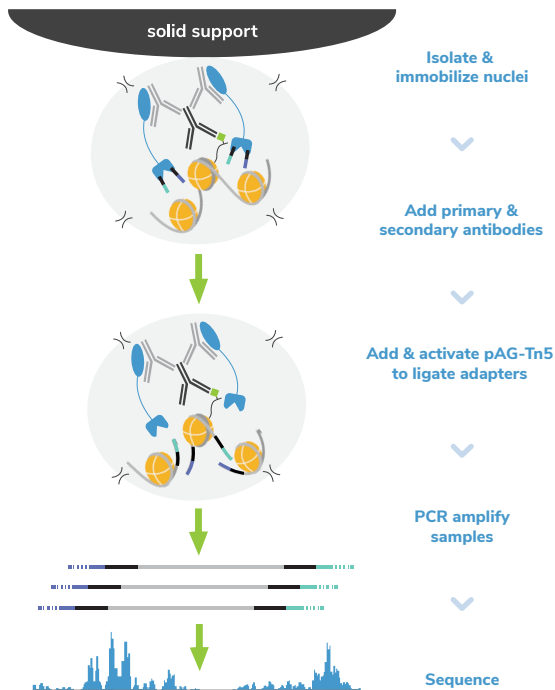 solid support
Isolate &
immobilize nuclei
Add primary &
secondary antibodies
Add & activate pAG-Tn5
to ligate adapters
PCR amplify
samples
Sequence